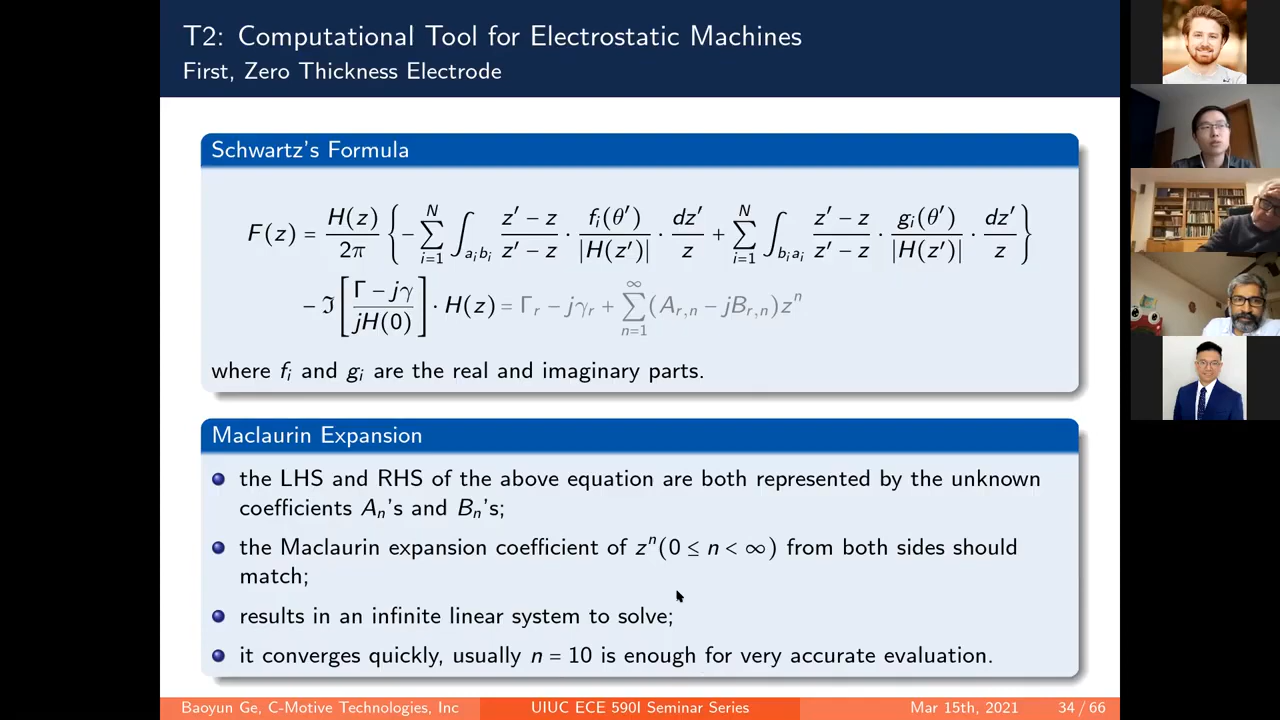 T2: Computational Tool for Electrostatic Machines
First, Zero Thickness Electrode
Schwartz's Formula
F(z) = H(z)/2π { − ∑_{i=1}^{N} ∫_{a_i b_i} (z′ − z)/(z′ − z) · f_i(θ′)/|H(z′)| · dz′/z + ∑_{i=1}^{N} ∫_{b_i a_i} (z′ − z)/(z′ − z) · g_i(θ′)/|H(z′)| · dz′/z }
− ℑ[ (Γ − jγ)/(jH(0)) ] · H(z) = Γ_r − jγ_r + ∑_{n=1}^{∞} (A_{r,n} − jB_{r,n})z^n
where f_i and g_i are the real and imaginary parts.
Maclaurin Expansion
the LHS and RHS of the above equation are both represented by the unknown
coefficients A_n's and B_n's;
the Maclaurin expansion coefficient of z^n(0 ≤ n < ∞) from both sides should
match;
results in an infinite linear system to solve;
it converges quickly, usually n = 10 is enough for very accurate evaluation.
Baoyun Ge, C-Motive Technologies, Inc UIUC ECE 590I Seminar Series Mar 15th, 2021 34 / 66